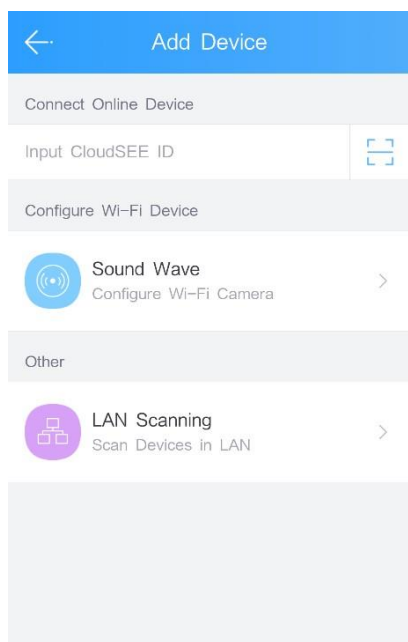 Add Device
Connect Online Device
Input CloudSEE ID
Configure Wi-Fi Device
Sound Wave
Configure Wi-Fi Camera
Other
LAN Scanning
Scan Devices in LAN